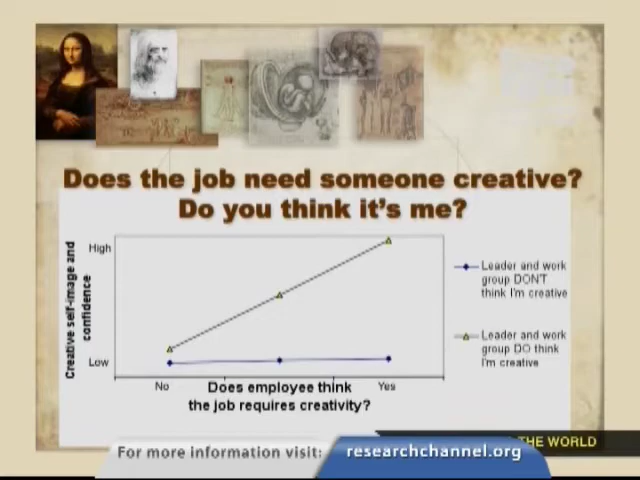 Does the job need someone creative?
Do you think it's me?
Creative self-image and
confidence
High
Low
No
Yes
Does employee think
the job requires creativity?
Leader and work
group DON'T
think I'm creative
Leader and work
group DO think
I'm creative
THE WORLD
For more information visit:
researchchannel.org